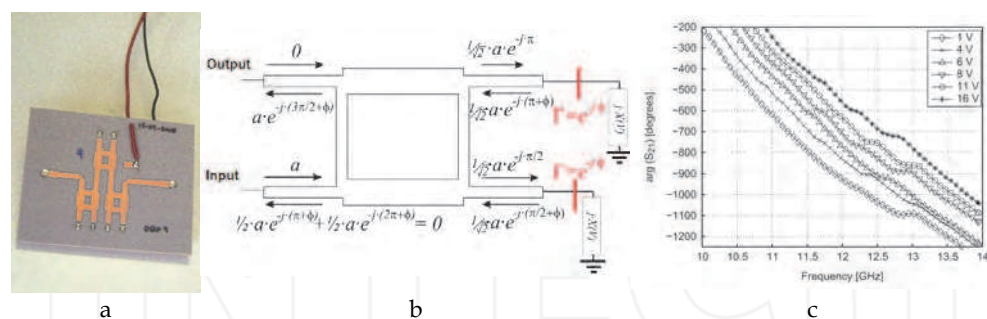 Output
0
1/√2·a·e^-j·π
a·e^-j·(3π/2+ϕ)
1/√2·a·e^-j·(π+ϕ)
Γ=e^-jϕ
jX(U)
Input
a
1/√2·a·e^-j·π/2
1/2·a·e^-j·(π+ϕ)+1/2·a·e^-j·(2π+ϕ)=0
1/√2·a·e^-j·(π/2+ϕ)
jX(U)
arg (S21) [degrees]
-200
-300
-400
-500
-600
-700
-800
-900
-1000
-1100
-1200
1 V
4 V
6 V
8 V
11 V
16 V
10 10.5 11 11.5 12 12.5 13 13.5 14
Frequency [GHz]
a
b
c
INTECH